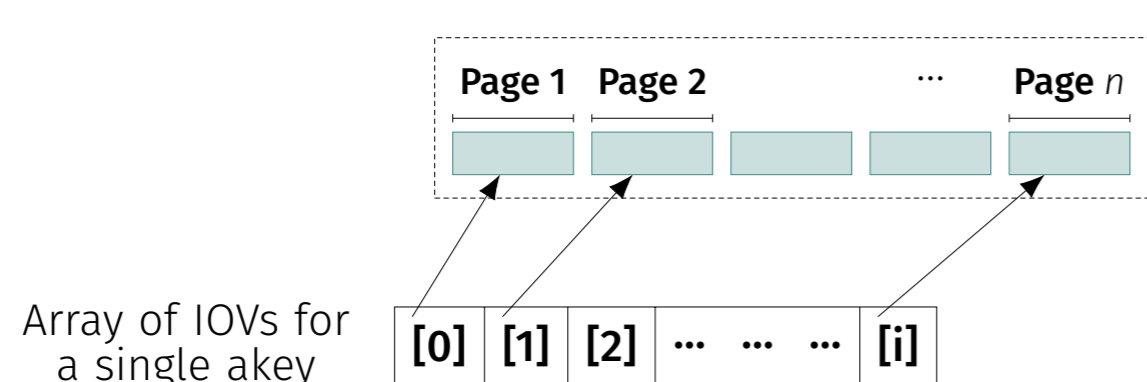 Page 1 Page 2 ... Page n
Array of IOVs for
a single akey
[0] [1] [2] ... ... ... [i]